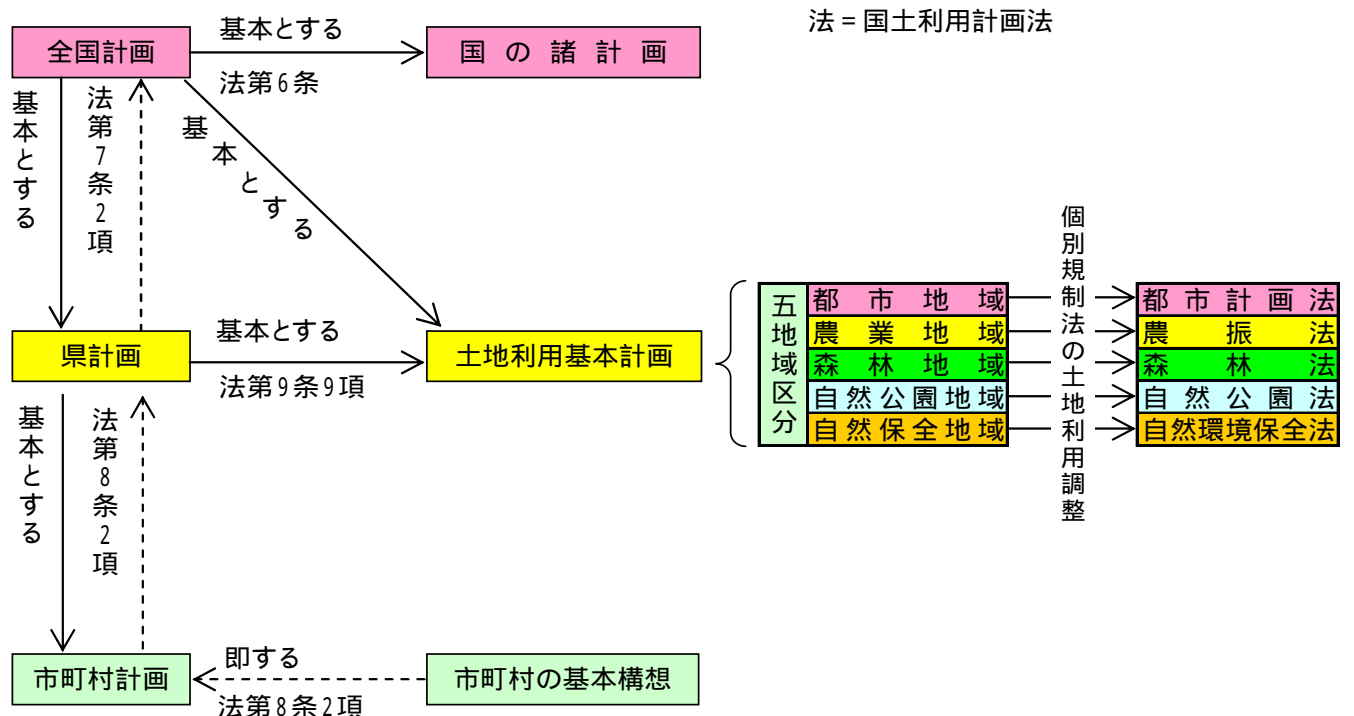 法 = 国土利用計画法
全国計画
基本とする
法第6条
国の諸計画
基本とする
法第7条2項
基本とする
県計画
基本とする
法第9条9項
土地利用基本計画
五地域区分
都市地域
農業地域
森林地域
自然公園地域
自然保全地域
個別規制法の土地利用調整
都市計画法
農振法
森林法
自然公園法
自然環境保全法
基本とする
法第8条2項
市町村計画
即する
法第8条2項
市町村の基本構想